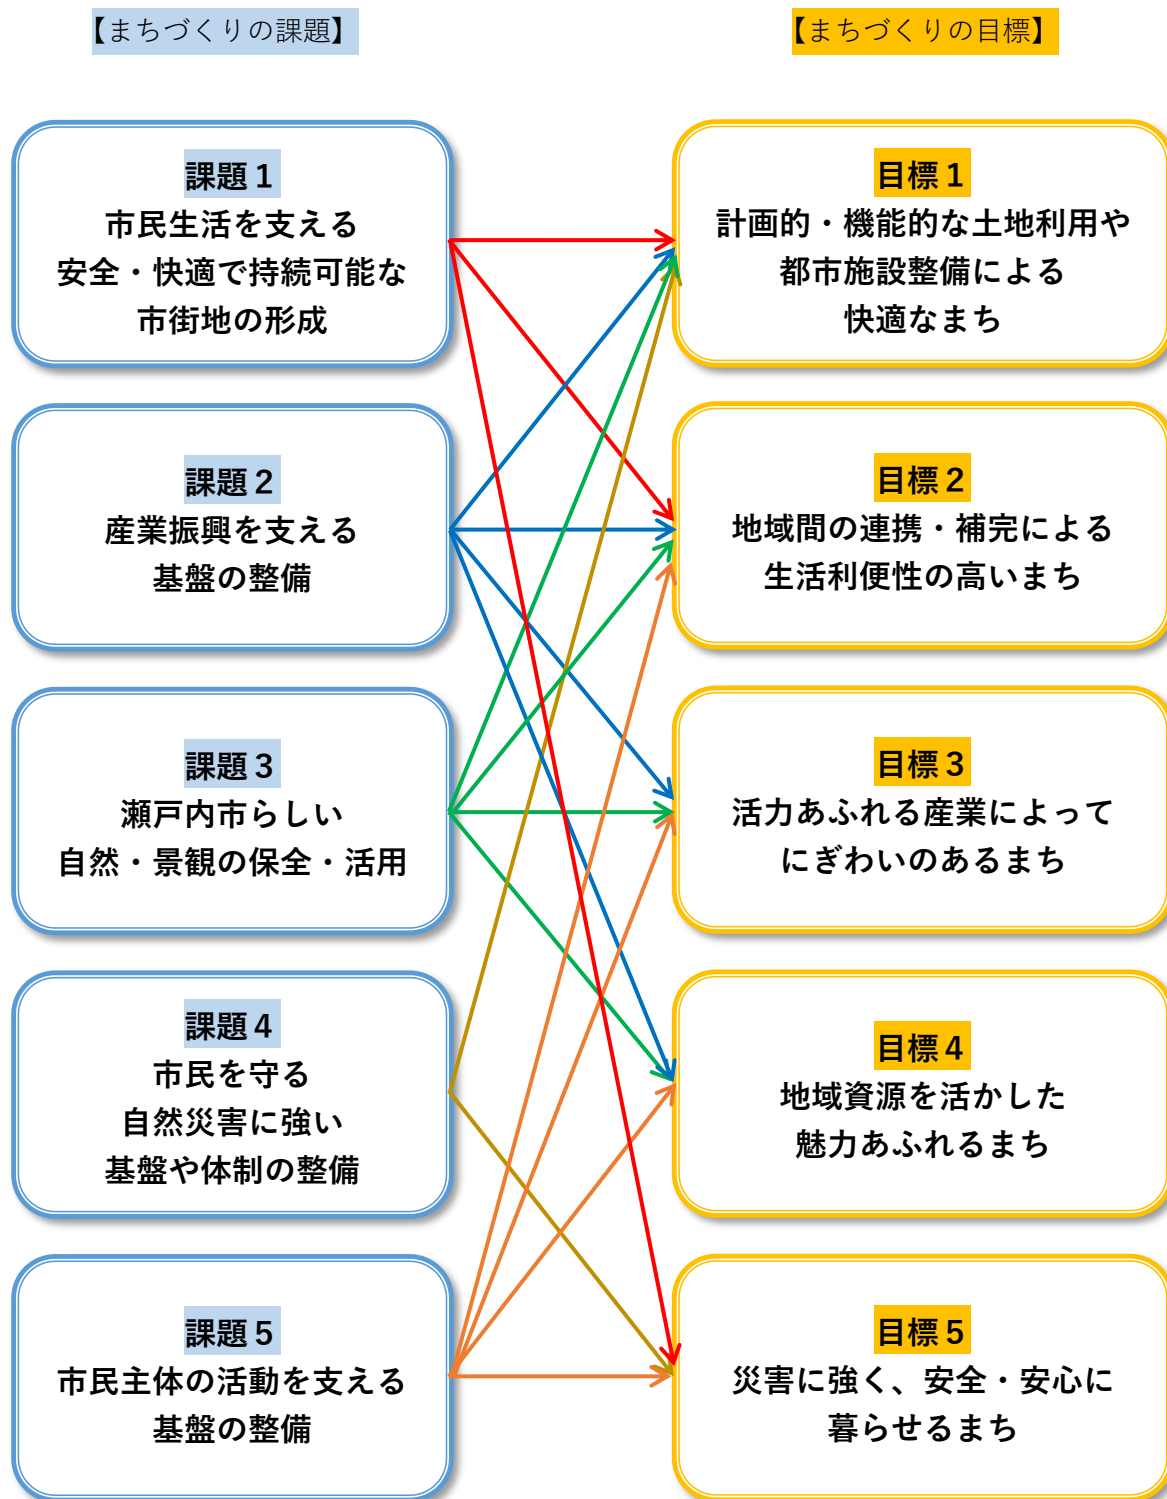 【まちづくりの課題】
【まちづくりの目標】
課題１
市民生活を支える
安全・快適で持続可能な
市街地の形成
目標１
計画的・機能的な土地利用や
都市施設整備による
快適なまち
課題２
産業振興を支える
基盤の整備
目標２
地域間の連携・補完による
生活利便性の高いまち
課題３
瀬戸内市らしい
自然・景観の保全・活用
目標３
活力あふれる産業によって
にぎわいのあるまち
課題４
市民を守る
自然災害に強い
基盤や体制の整備
目標４
地域資源を活かした
魅力あふれるまち
課題５
市民主体の活動を支える
基盤の整備
目標５
災害に強く、安全・安心に
暮らせるまち